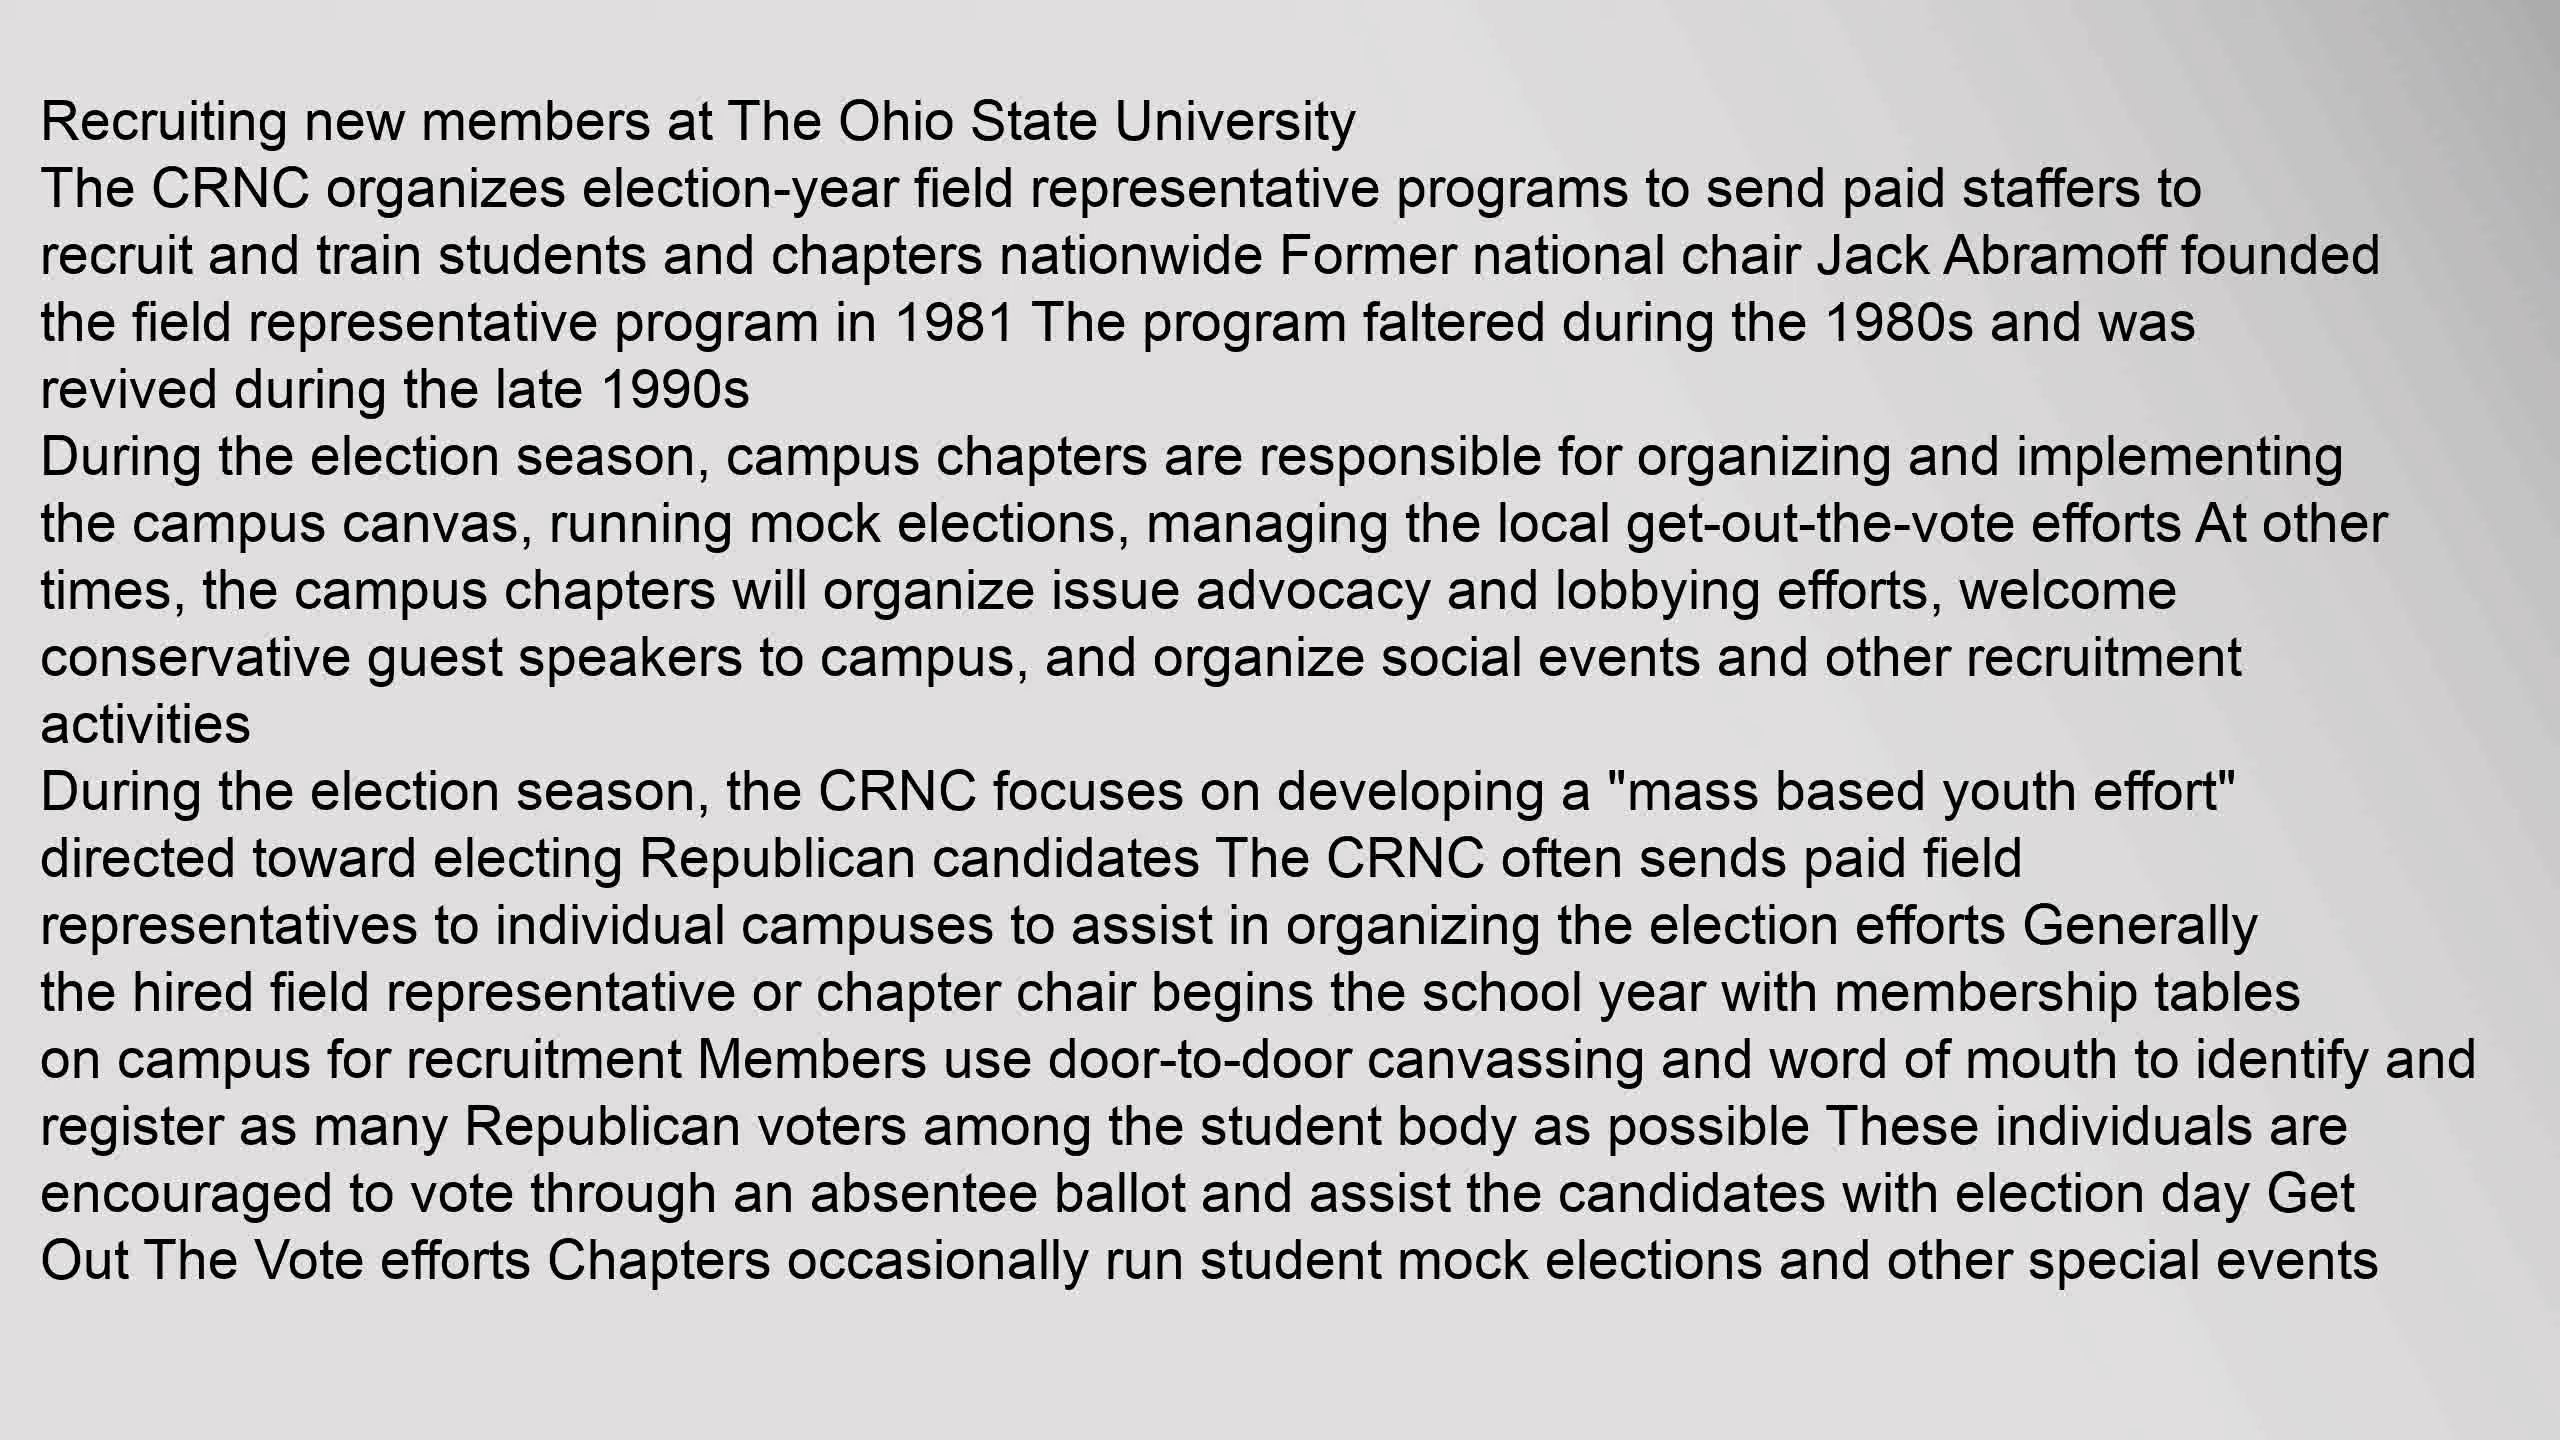 Recruiting new members at The Ohio State University
The CRNC organizes election-year field representative programs to send paid staffers to
recruit and train students and chapters nationwide Former national chair Jack Abramoff founded
the field representative program in 1981 The program faltered during the 1980s and was
revived during the late 1990s
During the election season, campus chapters are responsible for organizing and implementing
the campus canvas, running mock elections, managing the local get-out-the-vote efforts At other
times, the campus chapters will organize issue advocacy and lobbying efforts, welcome
conservative guest speakers to campus, and organize social events and other recruitment
activities
During the election season, the CRNC focuses on developing a "mass based youth effort"
directed toward electing Republican candidates The CRNC often sends paid field
representatives to individual campuses to assist in organizing the election efforts Generally
the hired field representative or chapter chair begins the school year with membership tables
on campus for recruitment Members use door-to-door canvassing and word of mouth to identify and
register as many Republican voters among the student body as possible These individuals are
encouraged to vote through an absentee ballot and assist the candidates with election day Get
Out The Vote efforts Chapters occasionally run student mock elections and other special events